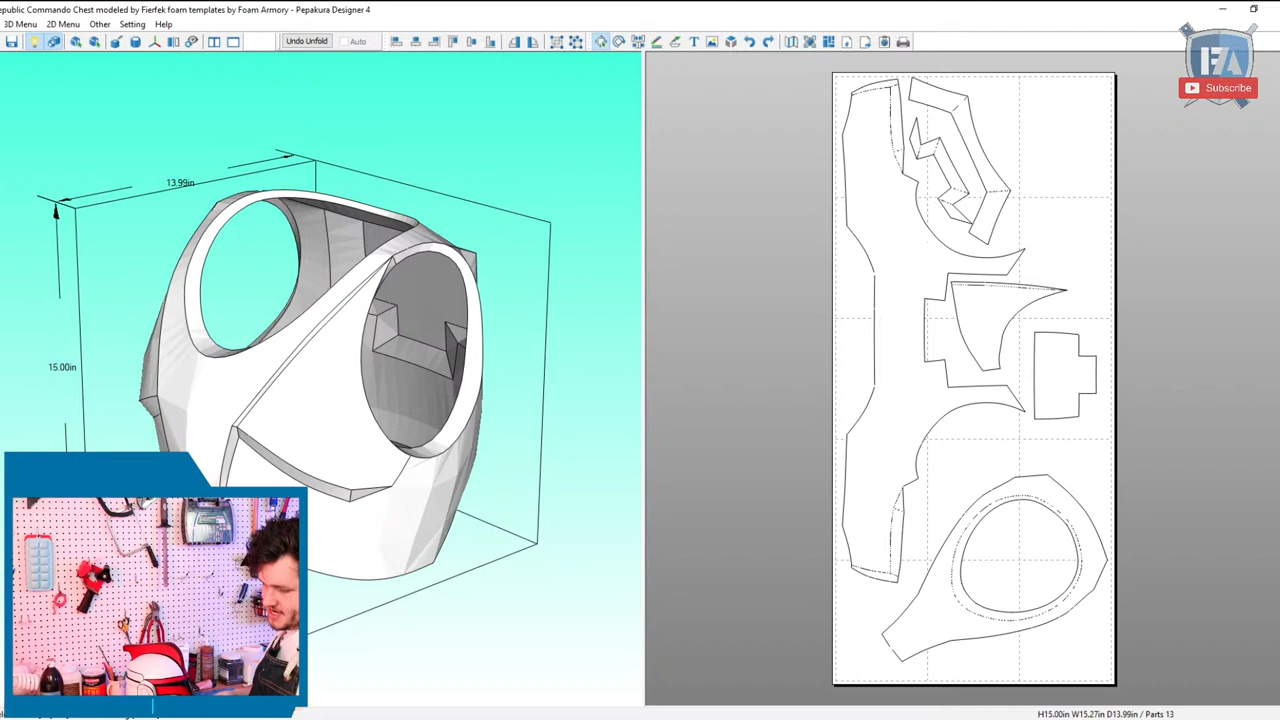 epublic Commando Chest modeled by Fierfek foam templates by Foam Armory - Pepakura Designer 4
3D Menu 2D Menu Other Setting Help
Undo Unfold Auto
FA
Subscribe
13.99in
15.00in
H15.00in W15.27in D13.99in / Parts 13